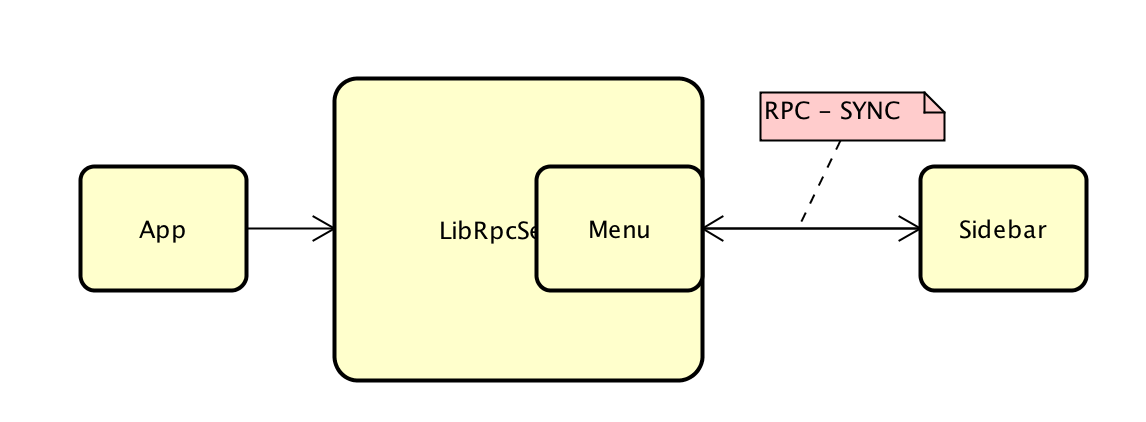 RPC – SYNC
App
LibRpcSe
Menu
Sidebar